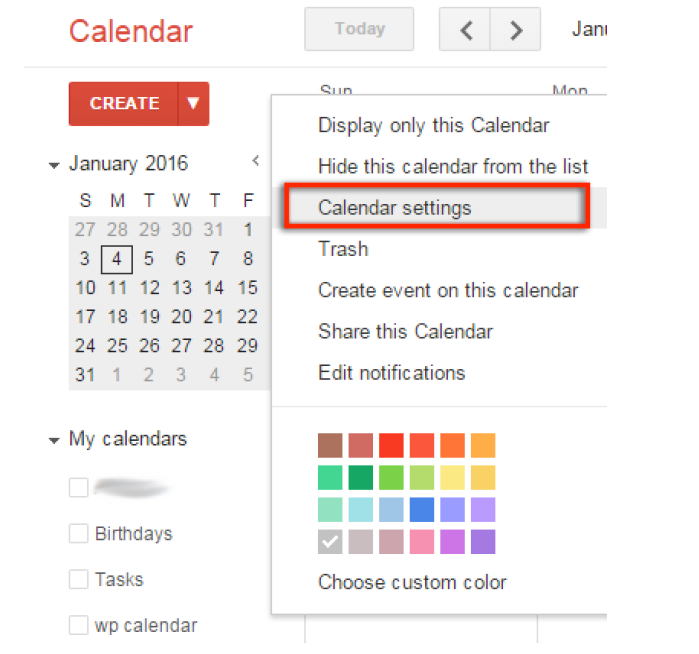 Calendar
Today
CREATE
January 2016
S M T W T F
27 28 29 30 31 1
3 4 5 6 7 8
10 11 12 13 14 15
17 18 19 20 21 22
24 25 26 27 28 29
31 1 2 3 4 5
My calendars
Birthdays
Tasks
wp calendar
Sun Mon
Display only this Calendar
Hide this calendar from the list
Calendar settings
Trash
Create event on this calendar
Share this Calendar
Edit notifications
Choose custom color